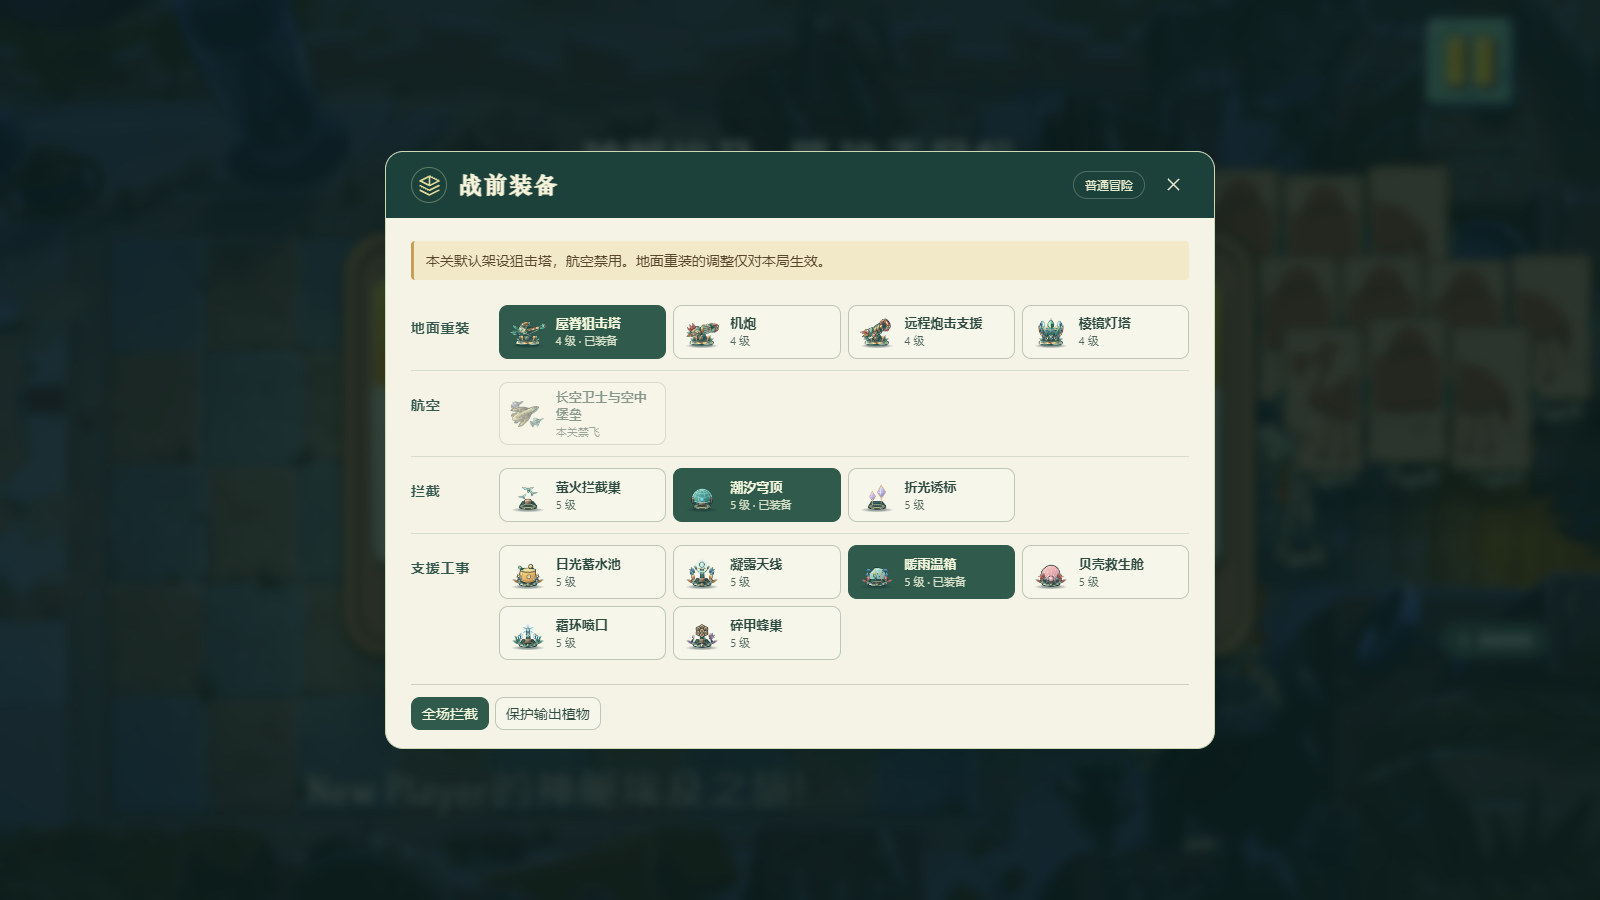 战前装备
普通冒险
本关默认架设狙击塔，航空禁用。地面重装的调整仅对本局生效。
地面重装
屋脊狙击塔
4 级 · 已装备
机炮
4 级
远程炮击支援
4 级
棱镜灯塔
4 级
航空
长空卫士与空中
堡垒
本关禁飞
拦截
萤火拦截巢
5 级
潮汐穹顶
5 级 · 已装备
折光诱标
5 级
支援工事
日光蓄水池
5 级
凝露天线
5 级
暖雨温箱
5 级 · 已装备
贝壳救生舱
5 级
霜环喷口
5 级
碎甲蜂巢
5 级
全场拦截
保护输出植物